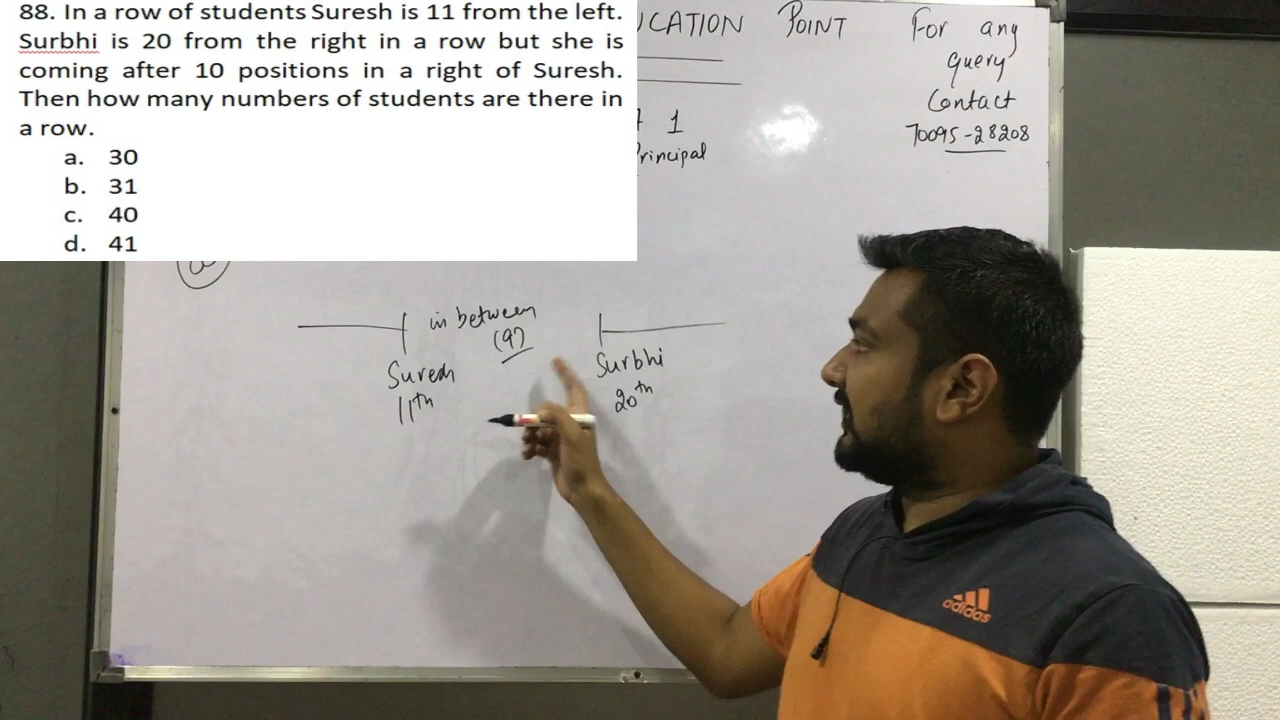 88. In a row of students Suresh is 11 from the left.
Surbhi is 20 from the right in a row but she is
coming after 10 positions in a right of Suresh.
Then how many numbers of students are there in
a row.
a. 30
b. 31
c. 40
d. 41
UCATION POINT
1
Principal
For any
query
Contact
70095-28208
in between
(9)
Suresh
11th
Surbhi
20th
adidas